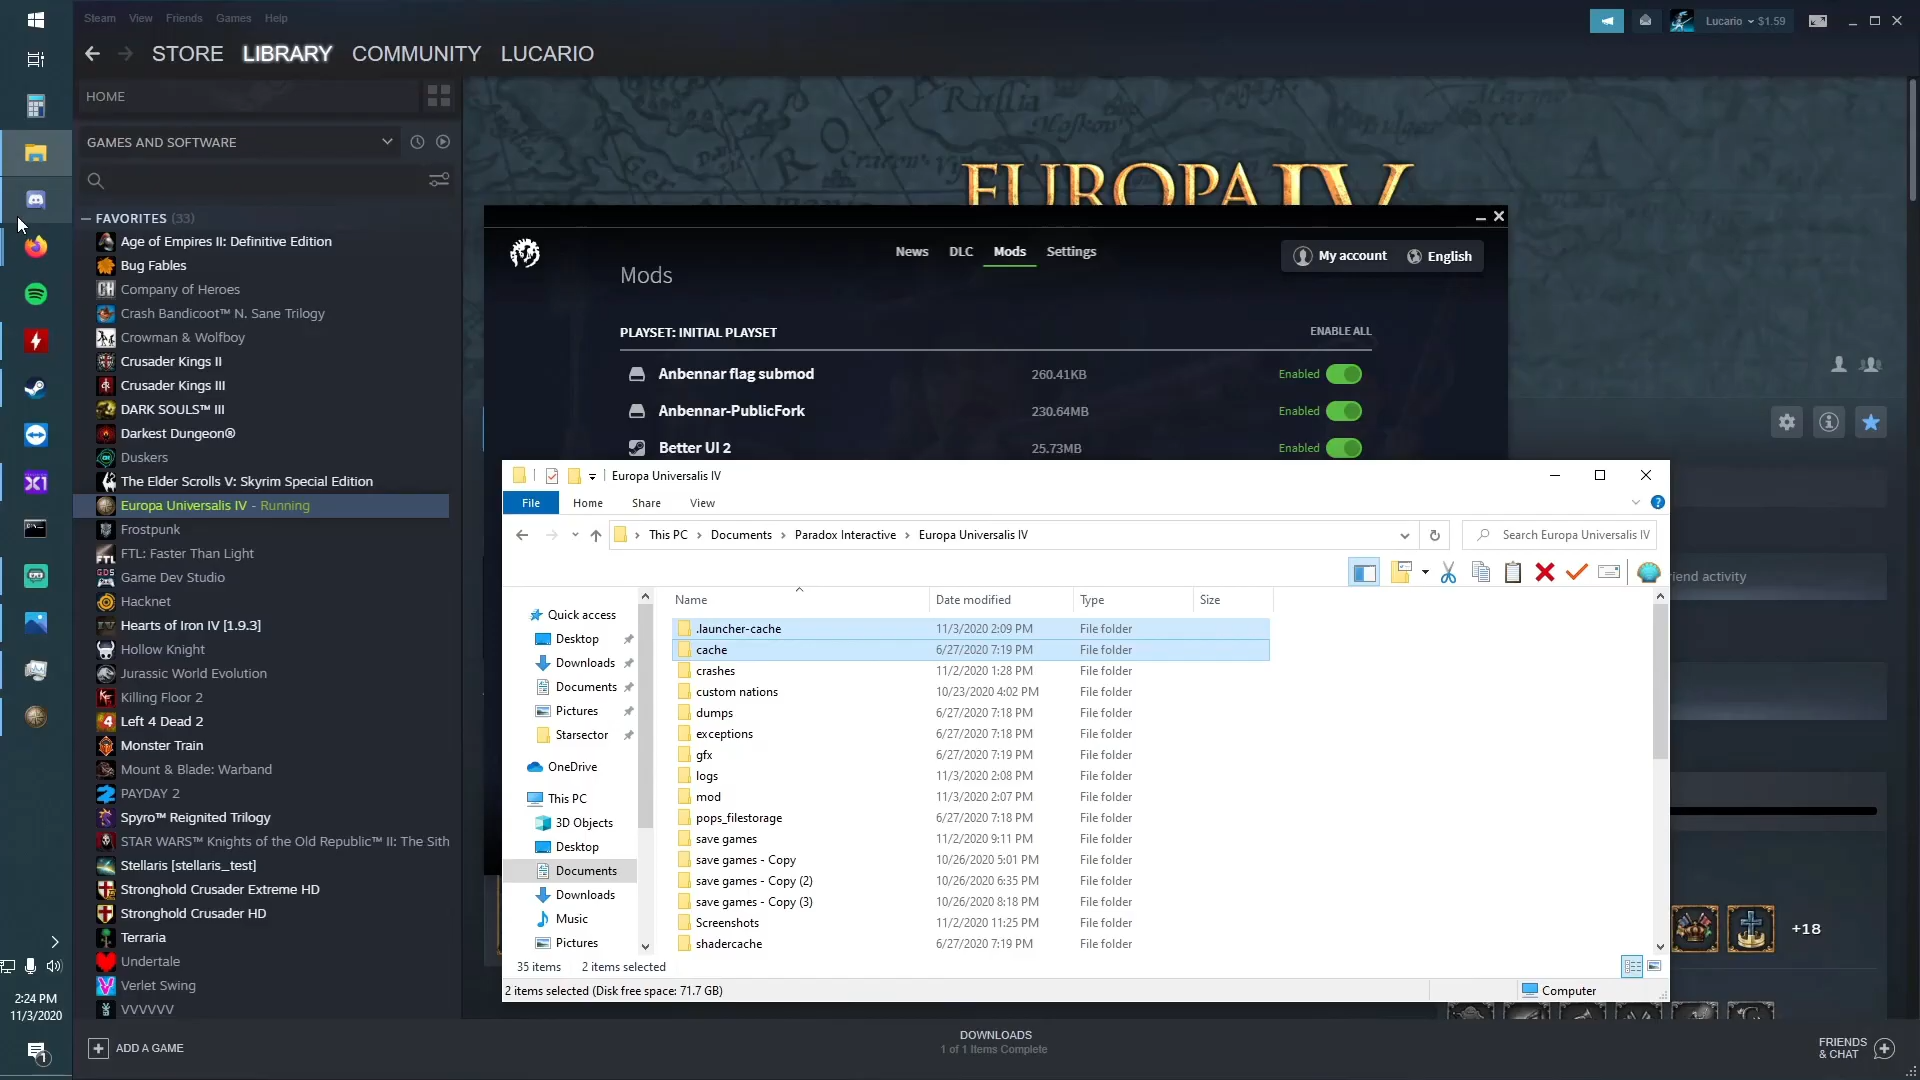 Steam View Friends Games Help
Lucario $1.59
STORE LIBRARY COMMUNITY LUCARIO
HOME
GAMES AND SOFTWARE
FAVORITES (33)
Age of Empires II: Definitive Edition
Bug Fables
Company of Heroes
Crash Bandicoot™ N. Sane Trilogy
Crowman & Wolfboy
Crusader Kings II
Crusader Kings III
DARK SOULS™ III
Darkest Dungeon®
Duskers
The Elder Scrolls V: Skyrim Special Edition
Europa Universalis IV - Running
Frostpunk
FTL: Faster Than Light
Game Dev Studio
Hacknet
Hearts of Iron IV [1.9.3]
Hollow Knight
Jurassic World Evolution
Killing Floor 2
Left 4 Dead 2
Monster Train
Mount & Blade: Warband
PAYDAY 2
Spyro™ Reignited Trilogy
STAR WARS™ Knights of the Old Republic™ II: The Sith
Stellaris [stellaris_test]
Stronghold Crusader Extreme HD
Stronghold Crusader HD
Terraria
Undertale
Verlet Swing
VVVVVV
ADD A GAME
2:24 PM
11/3/2020
EUROPA IV
News DLC Mods Settings
My account English
Mods
PLAYSET: INITIAL PLAYSET ENABLE ALL
Anbennar flag submod 260.41KB Enabled
Anbennar-PublicFork 230.64MB Enabled
Better UI 2 25.73MB Enabled
Europa Universalis IV
File Home Share View
This PC Documents Paradox Interactive Europa Universalis IV
Search Europa Universalis IV
Quick access
Desktop
Downloads
Documents
Pictures
Starsector
OneDrive
This PC
3D Objects
Desktop
Documents
Downloads
Music
Pictures
Name Date modified Type Size
.launcher-cache 11/3/2020 2:09 PM File folder
cache 6/27/2020 7:19 PM File folder
crashes 11/2/2020 1:28 PM File folder
custom nations 10/23/2020 4:02 PM File folder
dumps 6/27/2020 7:18 PM File folder
exceptions 6/27/2020 7:18 PM File folder
gfx 6/27/2020 7:19 PM File folder
logs 11/3/2020 2:08 PM File folder
mod 11/3/2020 2:07 PM File folder
pops_filestorage 6/27/2020 7:18 PM File folder
save games 11/2/2020 9:11 PM File folder
save games - Copy 10/26/2020 5:01 PM File folder
save games - Copy (2) 10/26/2020 6:35 PM File folder
save games - Copy (3) 10/26/2020 8:18 PM File folder
Screenshots 11/2/2020 11:25 PM File folder
shadercache 6/27/2020 7:19 PM File folder
35 items 2 items selected
2 items selected (Disk free space: 71.7 GB)
Computer
activity
+18
DOWNLOADS
1 of 1 Items Complete
FRIENDS
& CHAT